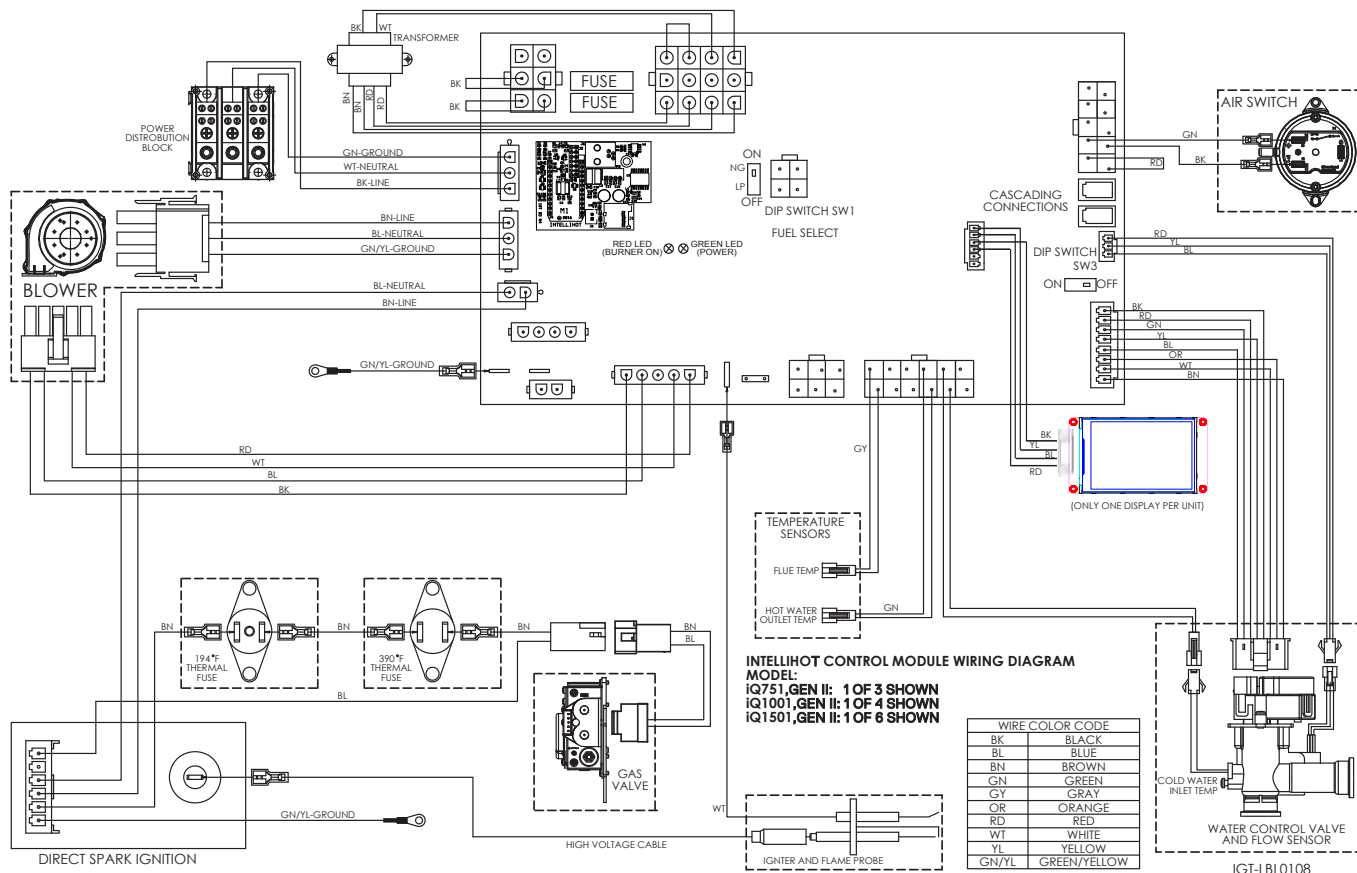 BK
WT
TRANSFORMER
BK
BK
FUSE
FUSE
BN
BN
RD
RD
POWER
DISTROBUTION
BLOCK
GN-GROUND
WT-NEUTRAL
BK-LINE
BN-LINE
BL-NEUTRAL
GN/YL-GROUND
BLOWER
BL-NEUTRAL
BN-LINE
GN/YL-GROUND
M1
INTELLIHOT
RED LED
(BURNER ON)
GREEN LED
(POWER)
ON
NG
LP
OFF
DIP SWITCH SW1
FUEL SELECT
AIR SWITCH
GN
BK
RD
CASCADING
CONNECTIONS
DIP SWITCH
SW3
ON
OFF
RD
YL
BL
BK
RD
GN
YL
BL
OR
WT
BN
BK
YL
BL
RD
(ONLY ONE DISPLAY PER UNIT)
RD
WT
BL
BK
GY
TEMPERATURE
SENSORS
FLUE TEMP
HOT WATER
OUTLET TEMP
GN
BN
194°F
THERMAL
FUSE
BN
390°F
THERMAL
FUSE
BN
BN
BL
BL
GAS
VALVE
INTELLIHOT CONTROL MODULE WIRING DIAGRAM
MODEL:
iQ751,GEN II: 1 OF 3 SHOWN
iQ1001,GEN II: 1 OF 4 SHOWN
iQ1501,GEN II: 1 OF 6 SHOWN
WIRE COLOR CODE
BK BLACK
BL BLUE
BN BROWN
GN GREEN
GY GRAY
OR ORANGE
RD RED
WT WHITE
YL YELLOW
GN/YL GREEN/YELLOW
COLD WATER
INLET TEMP
WATER CONTROL VALVE
AND FLOW SENSOR
GN/YL-GROUND
DIRECT SPARK IGNITION
HIGH VOLTAGE CABLE
WT
IGNTER AND FLAME PROBE
IGT-LBL0108